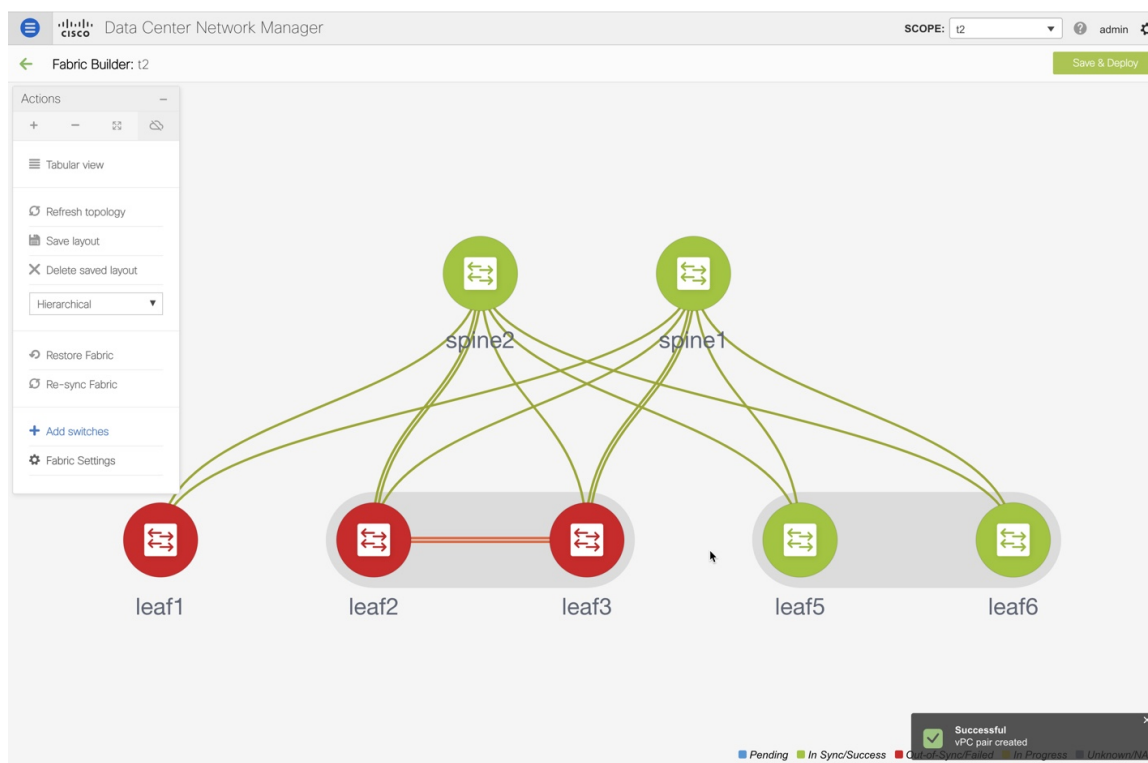 cisco Data Center Network Manager SCOPE: t2 admin
Fabric Builder: t2 Save & Deploy
Actions
Tabular view
Refresh topology
Save layout
Delete saved layout
Hierarchical
Restore Fabric
Re-sync Fabric
Add switches
Fabric Settings
spine2 spine1
leaf1 leaf2 leaf3 leaf5 leaf6
Successful
vPC pair created
Pending In Sync/Success Out-of-Sync/Failed In Progress Unknown/NA